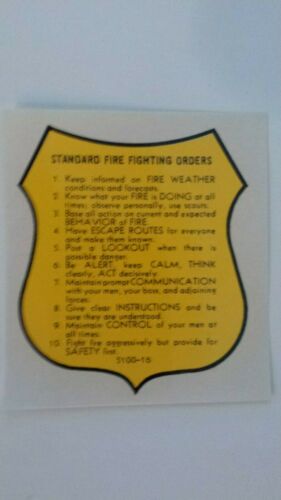 STANDARD FIRE FIGHTING ORDERS
1. Keep informed on FIRE WEATHER
conditions and forecasts.
2. Know what your FIRE is DOING at all
times; observe personally, use scouts.
3. Base all action on current and expected
BEHAVIOR of FIRE.
4. Have ESCAPE ROUTES for everyone
and make them known.
5. Post a LOOKOUT when there is
possible danger.
6. Be ALERT, keep CALM, THINK
clearly, ACT decisively.
7. Maintain prompt COMMUNICATION
with your men, your boss, and adjoining
forces.
8. Give clear INSTRUCTIONS and be
sure they are understood.
9. Maintain CONTROL of your men at
all times.
10. Fight fire aggressively but provide for
SAFETY first.
5100-15